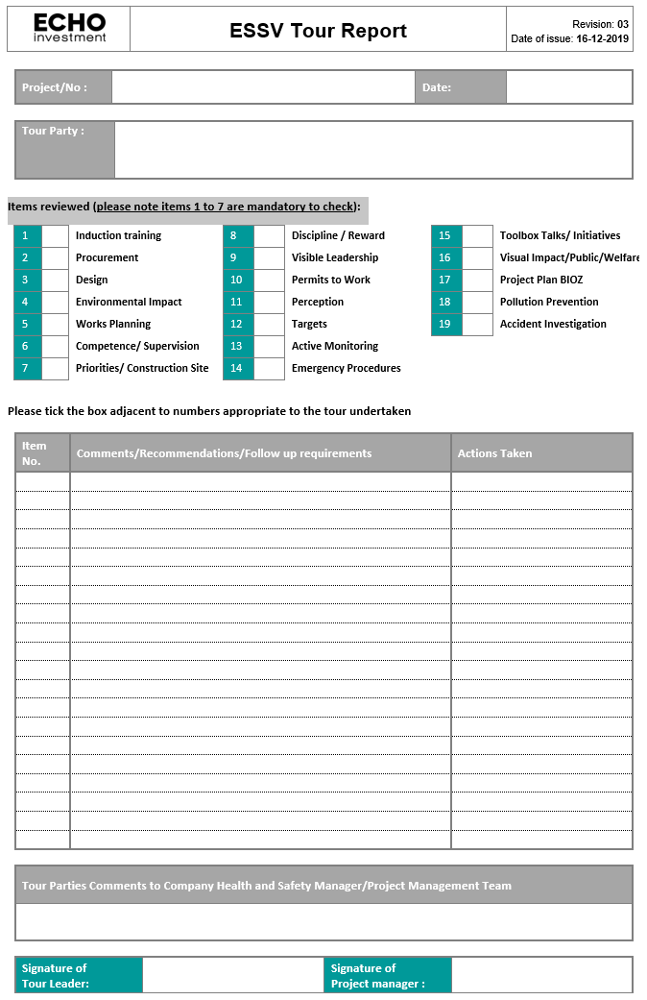 ECHO
investment
ESSV Tour Report
Revision: 03
Date of issue: 16-12-2019
Project/No :
Date:
Tour Party :
Items reviewed (please note items 1 to 7 are mandatory to check):
1 Induction training
2 Procurement
3 Design
4 Environmental Impact
5 Works Planning
6 Competence/ Supervision
7 Priorities/ Construction Site
8 Discipline / Reward
9 Visible Leadership
10 Permits to Work
11 Perception
12 Targets
13 Active Monitoring
14 Emergency Procedures
15 Toolbox Talks/ Initiatives
16 Visual Impact/Public/Welfare
17 Project Plan BIOZ
18 Pollution Prevention
19 Accident Investigation
Please tick the box adjacent to numbers appropriate to the tour undertaken
Item
No.
Comments/Recommendations/Follow up requirements
Actions Taken
Tour Parties Comments to Company Health and Safety Manager/Project Management Team
Signature of
Tour Leader:
Signature of
Project manager :